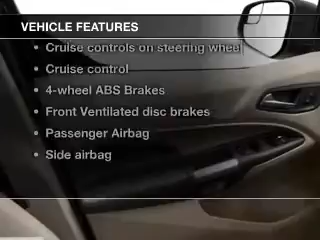 VEHICLE FEATURES
• Cruise controls on steering wheel
• Cruise control
• 4-wheel ABS Brakes
• Front Ventilated disc brakes
• Passenger Airbag
• Side airbag